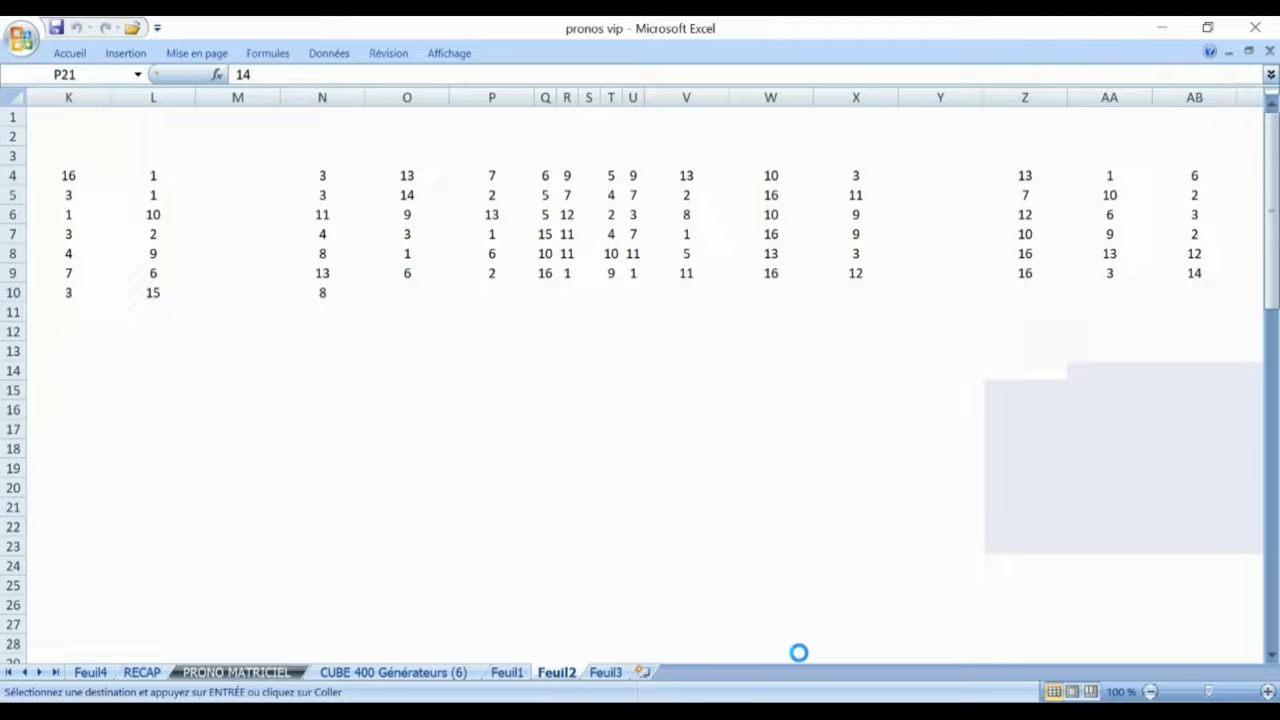 pronos vip - Microsoft Excel
Accueil Insertion Mise en page Formules Données Révision Affichage
P21 fx 14
K L M N O P Q R S T U V W X Y Z AA AB
1
2
3
4 16 1 3 13 7 6 9 5 9 13 10 3 13 1 6
5 3 1 3 14 2 5 7 4 7 2 16 11 7 10 2
6 1 10 11 9 13 5 12 2 3 8 10 9 12 6 3
7 3 2 4 3 1 15 11 4 7 1 16 9 10 9 2
8 4 9 8 1 6 10 11 10 11 5 13 3 16 13 12
9 7 6 13 6 2 16 1 9 1 11 16 12 16 3 14
10 3 15 8
11
12
13
14
15
16
17
18
19
20
21
22
23
24
25
26
27
28
29
Feuil4 RECAP PRONO MATRICIEL CUBE 400 Générateurs (6) Feuil1 Feuil2 Feuil3
Sélectionnez une destination et appuyez sur ENTRÉE ou cliquez sur Coller 100 %